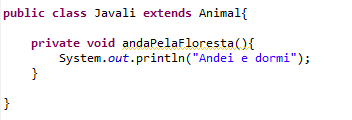 public class Javali extends Animal{
private void andaPelaFloresta(){
System.out.println("Andei e dormi");
}
}